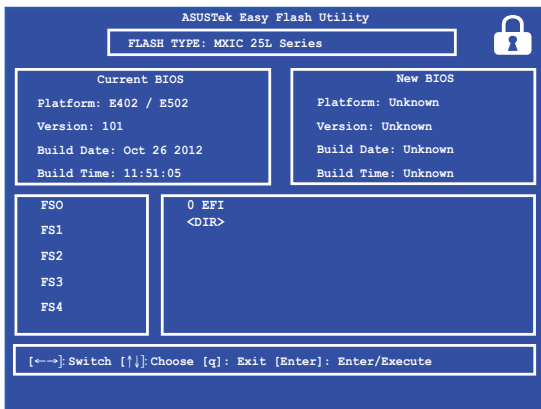 ASUSTek Easy Flash Utility
FLASH TYPE: MXIC 25L Series
Current BIOS
Platform: E402 / E502
Version: 101
Build Date: Oct 26 2012
Build Time: 11:51:05
New BIOS
Platform: Unknown
Version: Unknown
Build Date: Unknown
Build Time: Unknown
FSO
FS1
FS2
FS3
FS4
0 EFI
<DIR>
[←→]: Switch [↑↓]: Choose [q]: Exit [Enter]: Enter/Execute